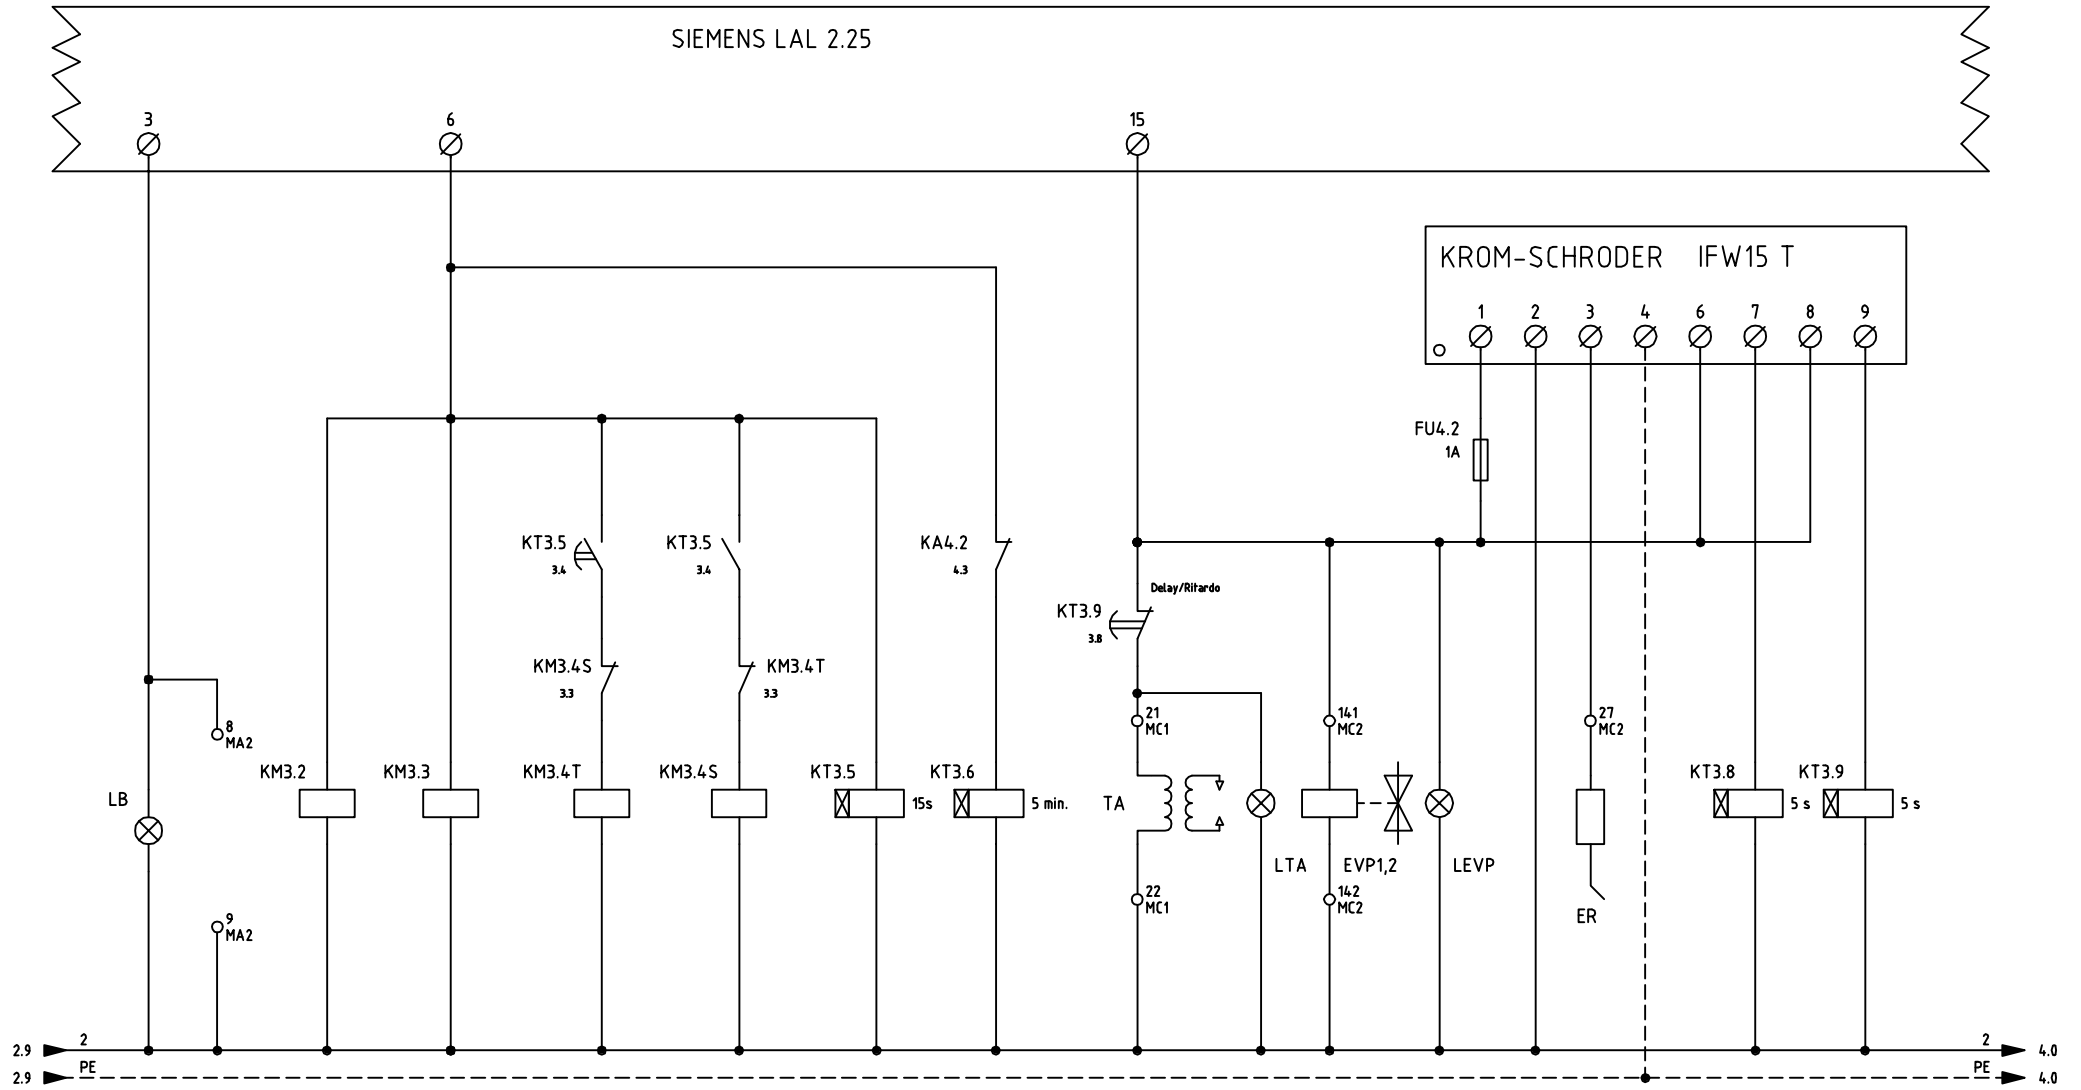 SIEMENS LAL 2.25
3
6
15
KROM-SCHRODER IFW15 T
1 2 3 4 6 7 8 9
FU4.2
1A
KT3.5
3.4
KT3.5
3.4
KA4.2
4.3
Delay/Ritardo
KT3.9
3.8
KM3.4S
3.3
KM3.4T
3.3
8
MA2
21
MC1
141
MC2
27
MC2
LB
KM3.2
KM3.3
KM3.4T
KM3.4S
KT3.5
15s
KT3.6
5 min.
TA
KT3.8
5 s
KT3.9
5 s
LTA
EVP1,2
LEVP
22
MC1
142
MC2
ER
9
MA2
2.9
2
2
4.0
2.9
PE
PE
4.0